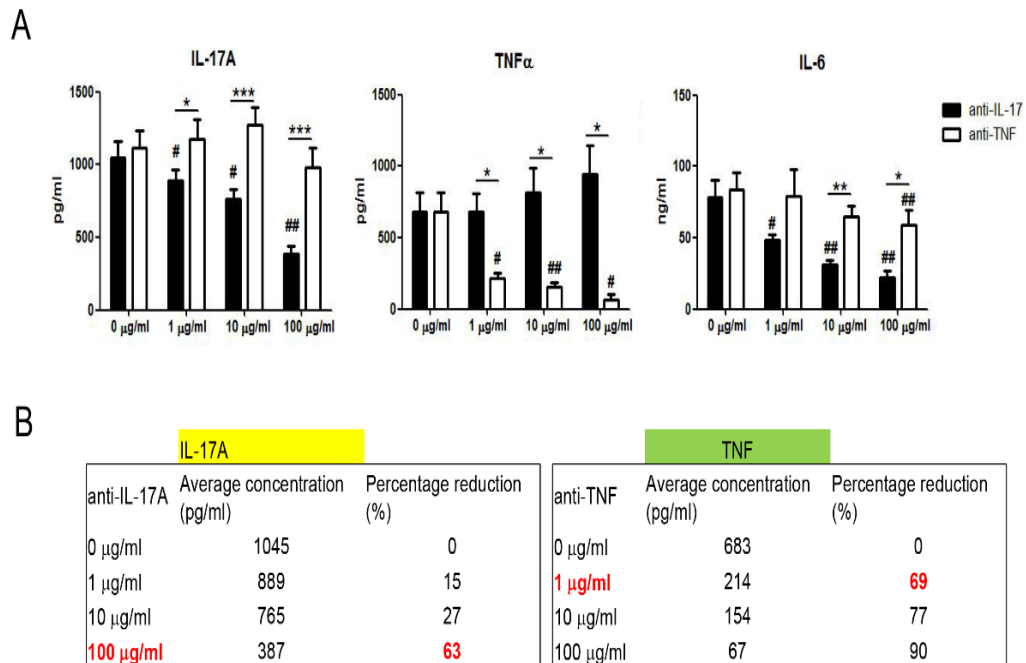 A
IL-17A
1500
1000
500
0
pg/ml
* *** ***
# # ##
0 µg/ml 1 µg/ml 10 µg/ml 100 µg/ml
TNFα
1500
1000
500
0
pg/ml
* * *
# ## #
0 µg/ml 1 µg/ml 10 µg/ml 100 µg/ml
IL-6
150
100
50
0
ng/ml
** *
# ## ## ##
0 µg/ml 1 µg/ml 10 µg/ml 100 µg/ml
anti-IL-17
anti-TNF
B
IL-17A
anti-IL-17A Average concentration (pg/ml) Percentage reduction (%)
0 µg/ml 1045 0
1 µg/ml 889 15
10 µg/ml 765 27
100 µg/ml 387 63
TNF
anti-TNF Average concentration (pg/ml) Percentage reduction (%)
0 µg/ml 683 0
1 µg/ml 214 69
10 µg/ml 154 77
100 µg/ml 67 90